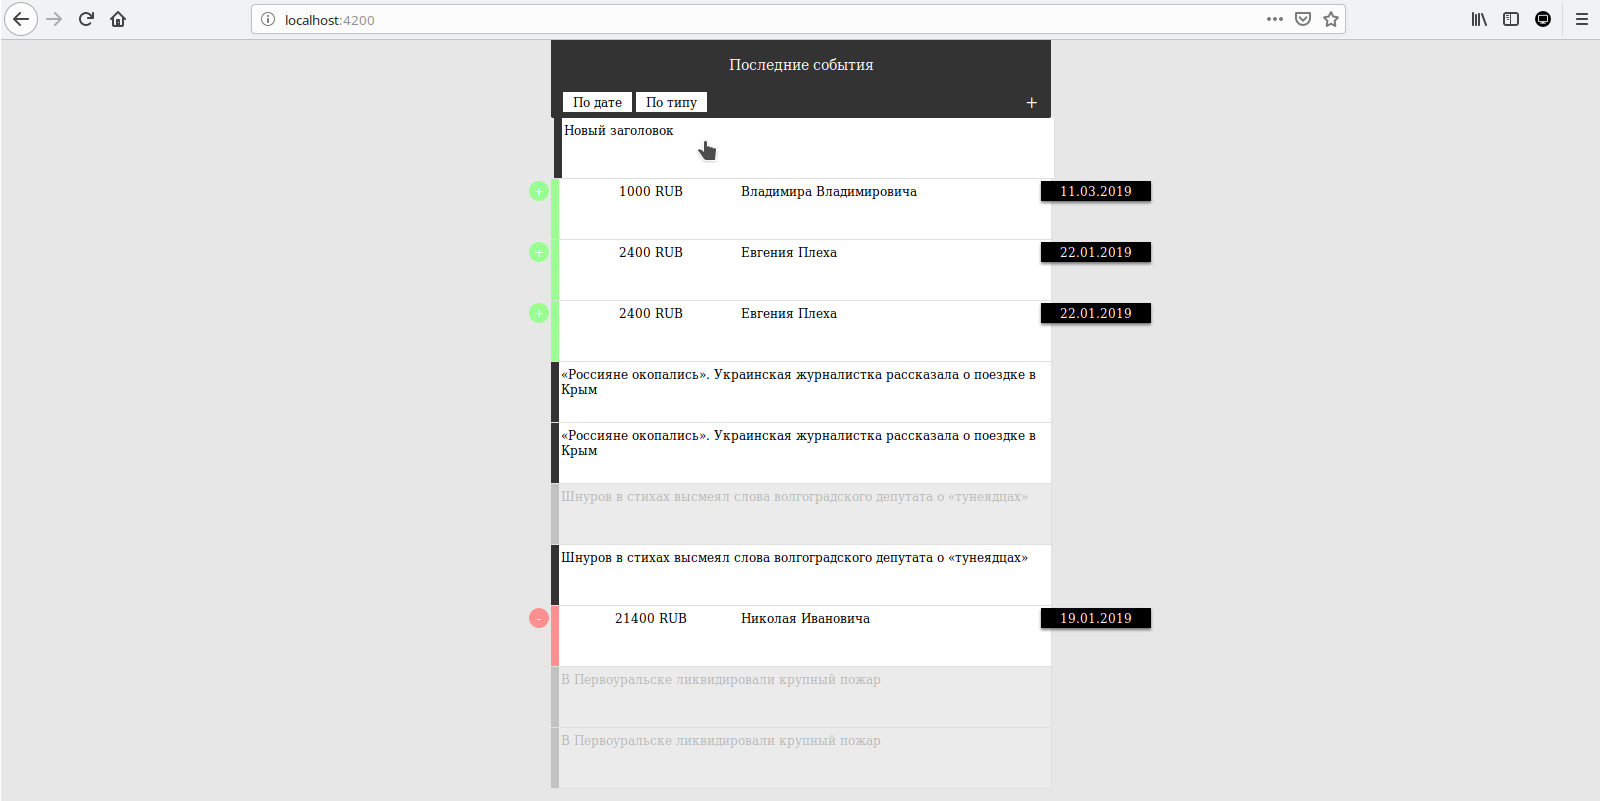 localhost:4200
Последние события
По дате По типу +
Новый заголовок
+ 1000 RUB Владимира Владимировича 11.03.2019
+ 2400 RUB Евгения Плеха 22.01.2019
+ 2400 RUB Евгения Плеха 22.01.2019
«Россияне окопались». Украинская журналистка рассказала о поездке в
Крым
«Россияне окопались». Украинская журналистка рассказала о поездке в
Крым
Шнуров в стихах высмеял слова волгоградского депутата о «тунеядцах»
Шнуров в стихах высмеял слова волгоградского депутата о «тунеядцах»
- 21400 RUB Николая Ивановича 19.01.2019
В Первоуральске ликвидировали крупный пожар
В Первоуральске ликвидировали крупный пожар